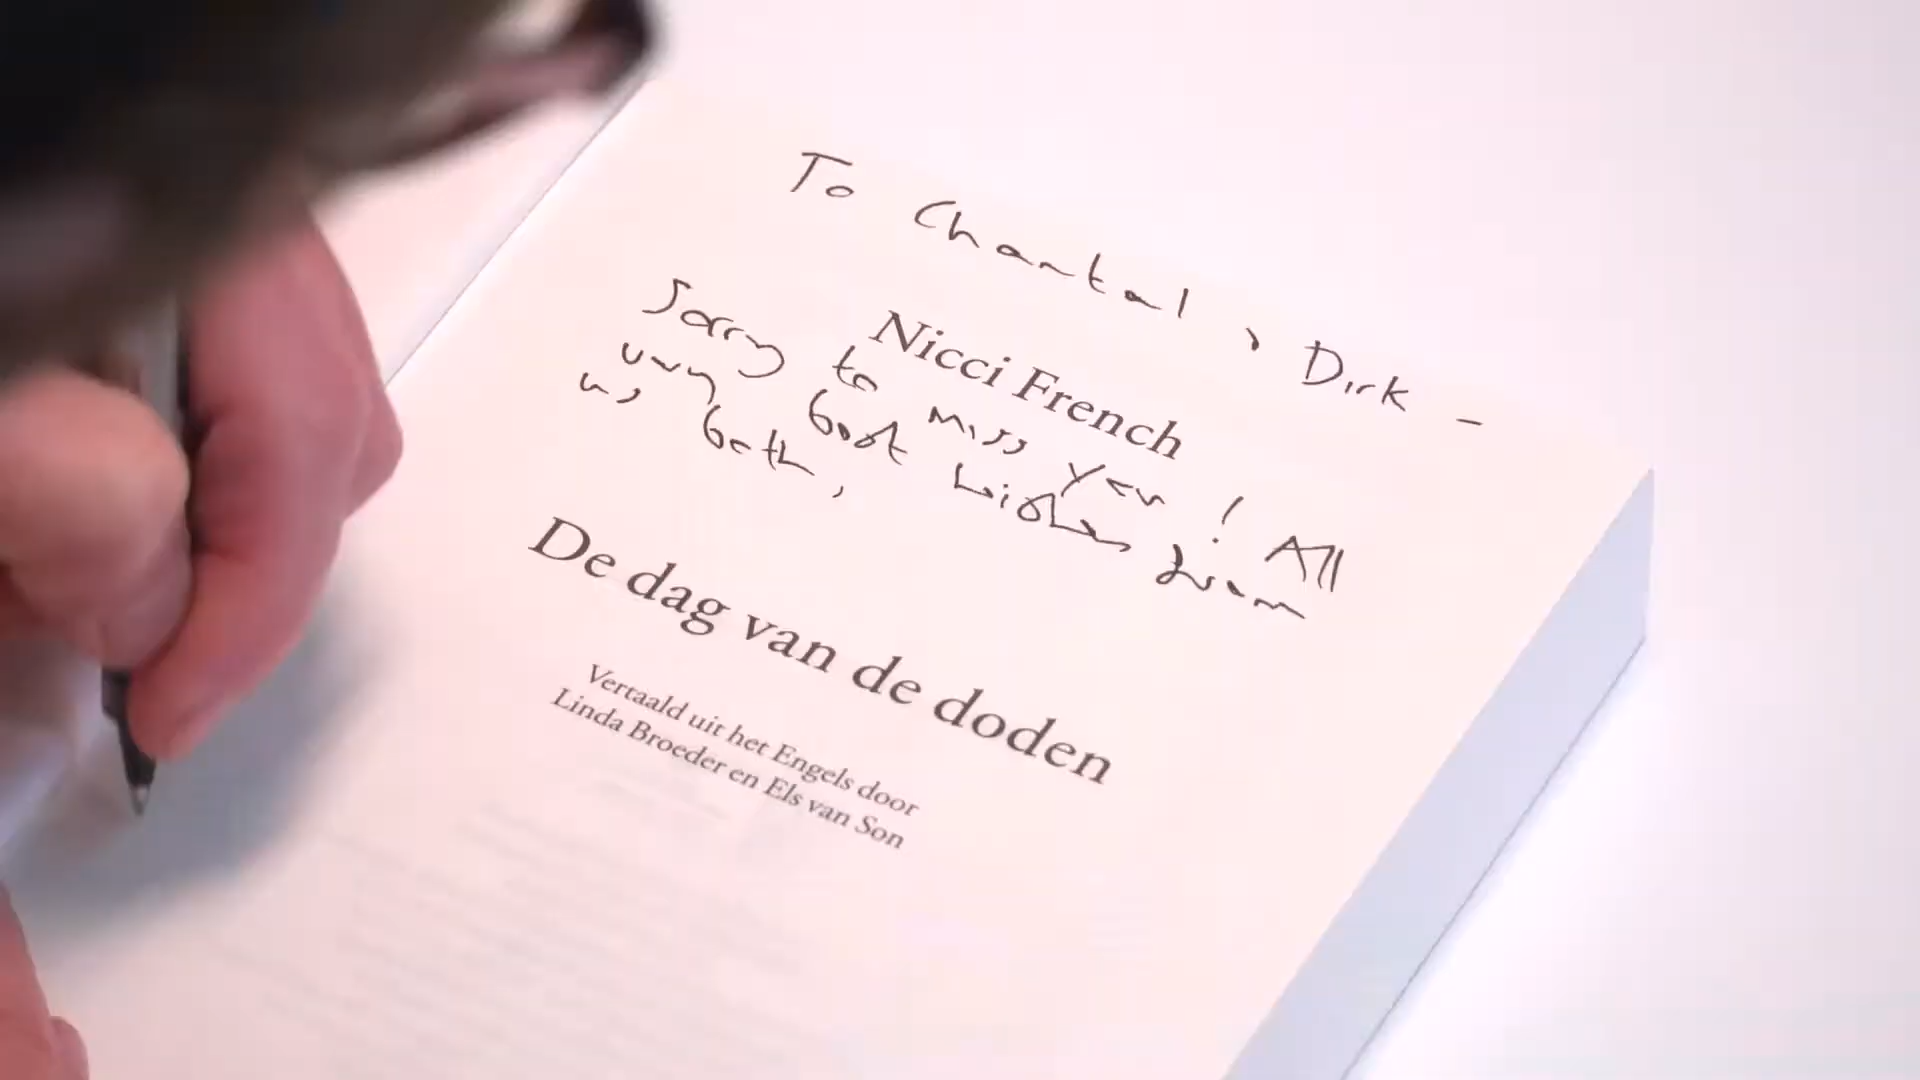 To Chantal, Dirk –
Nicci French
Sorry to miss you! All
very best wishes from
us both,
De dag van de doden
Vertaald uit het Engels door
Linda Broeder en Els van Son